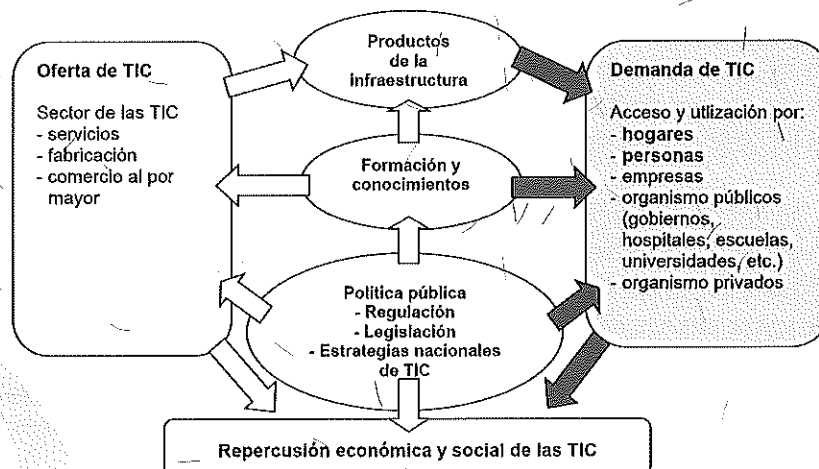 Productos
de la
infraestructura
Oferta de TIC
Sector de las TIC
- servicios
- fabricación
- comercio al por
mayor
Formación y
conocimientos
Política pública
- Regulación
- Legislación
- Estrategias nacionales
de TIC
Demanda de TIC
Acceso y utlización por:
- hogares
- personas
- empresas
- organismo públicos
(gobiernos,
hospitales, escuelas,
universidades, etc.)
- organismo privados
Repercusión económica y social de las TIC